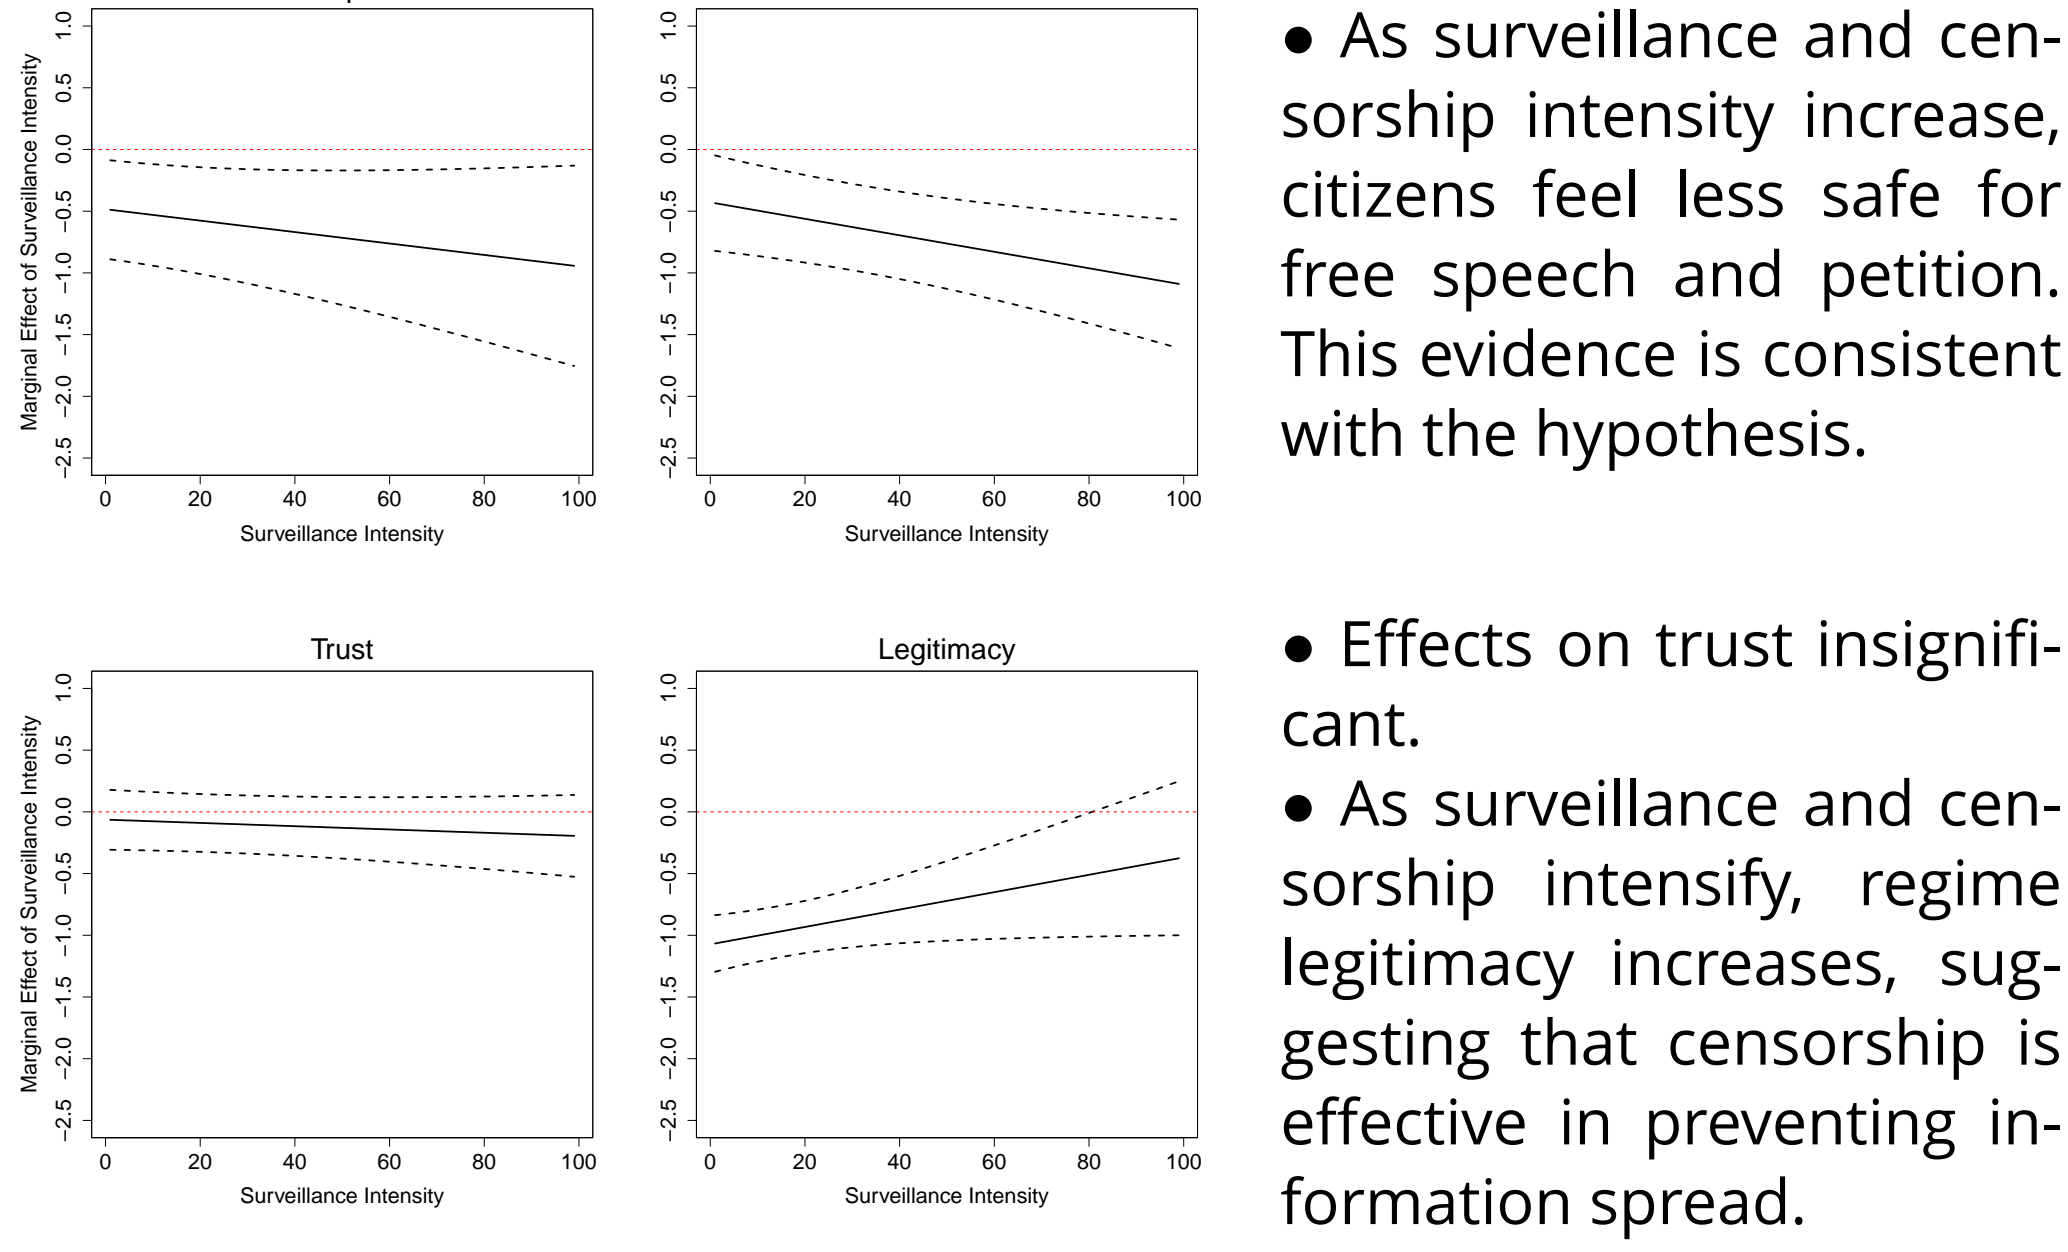 1.0
0.5
0.0
−0.5
−1.0
−1.5
−2.0
−2.5
Marginal Effect of Surveillance Intensity
0 20 40 60 80 100
Surveillance Intensity
1.0
0.5
0.0
−0.5
−1.0
−1.5
−2.0
−2.5
0 20 40 60 80 100
Surveillance Intensity
● As surveillance and cen-
sorship intensity increase,
citizens feel less safe for
free speech and petition.
This evidence is consistent
with the hypothesis.
Trust
1.0
0.5
0.0
−0.5
−1.0
−1.5
−2.0
−2.5
Marginal Effect of Surveillance Intensity
0 20 40 60 80 100
Surveillance Intensity
Legitimacy
1.0
0.5
0.0
−0.5
−1.0
−1.5
−2.0
−2.5
0 20 40 60 80 100
Surveillance Intensity
● Effects on trust insignifi-
cant.
● As surveillance and cen-
sorship intensify, regime
legitimacy increases, sug-
gesting that censorship is
effective in preventing in-
formation spread.